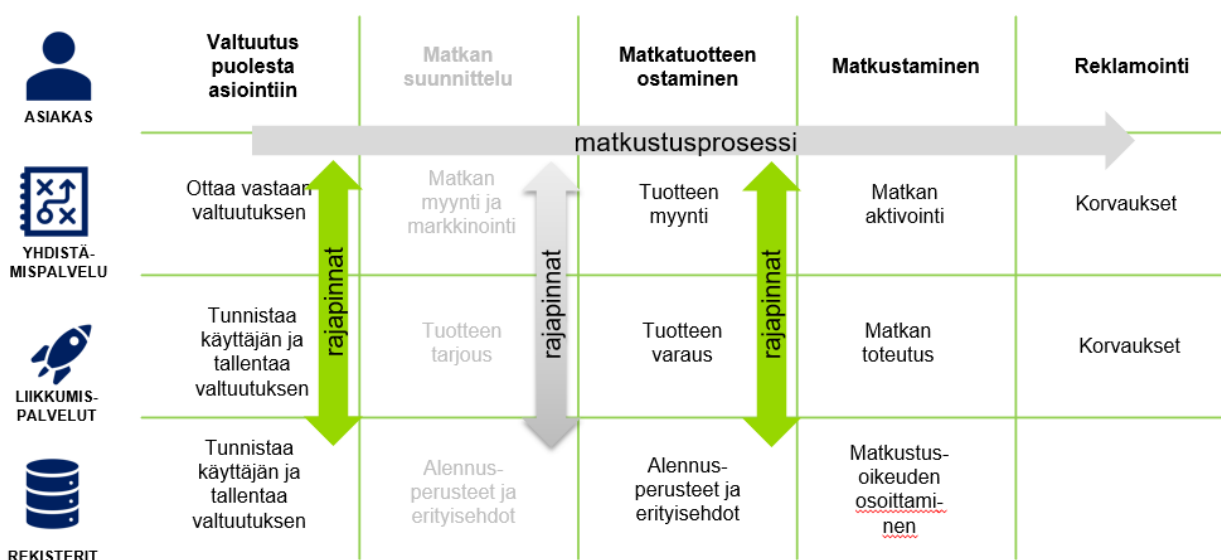 Valtuutus
puolesta
asiointiin
Matkan
suunnittelu
Matkatuotteen
ostaminen
Matkustaminen
Reklamointi
ASIAKAS
matkustusprosessi
YHDISTÄ-
MISPALVELU
Ottaa vastaan
valtuutuksen
Matkan
myynti ja
markkinointi
Tuotteen
myynti
Matkan
aktivointi
Korvaukset
rajapinnat
rajapinnat
rajapinnat
LIIKKUMIS-
PALVELUT
Tunnistaa
käyttäjän ja
tallentaa
valtuutuksen
Tuotteen
tarjous
Tuotteen
varaus
Matkan
toteutus
Korvaukset
REKISTERIT
Tunnistaa
käyttäjän ja
tallentaa
valtuutuksen
Alennus-
perusteet ja
erityisehdot
Alennus-
perusteet ja
erityisehdot
Matkustus-
oikeuden
osoittami-
nen